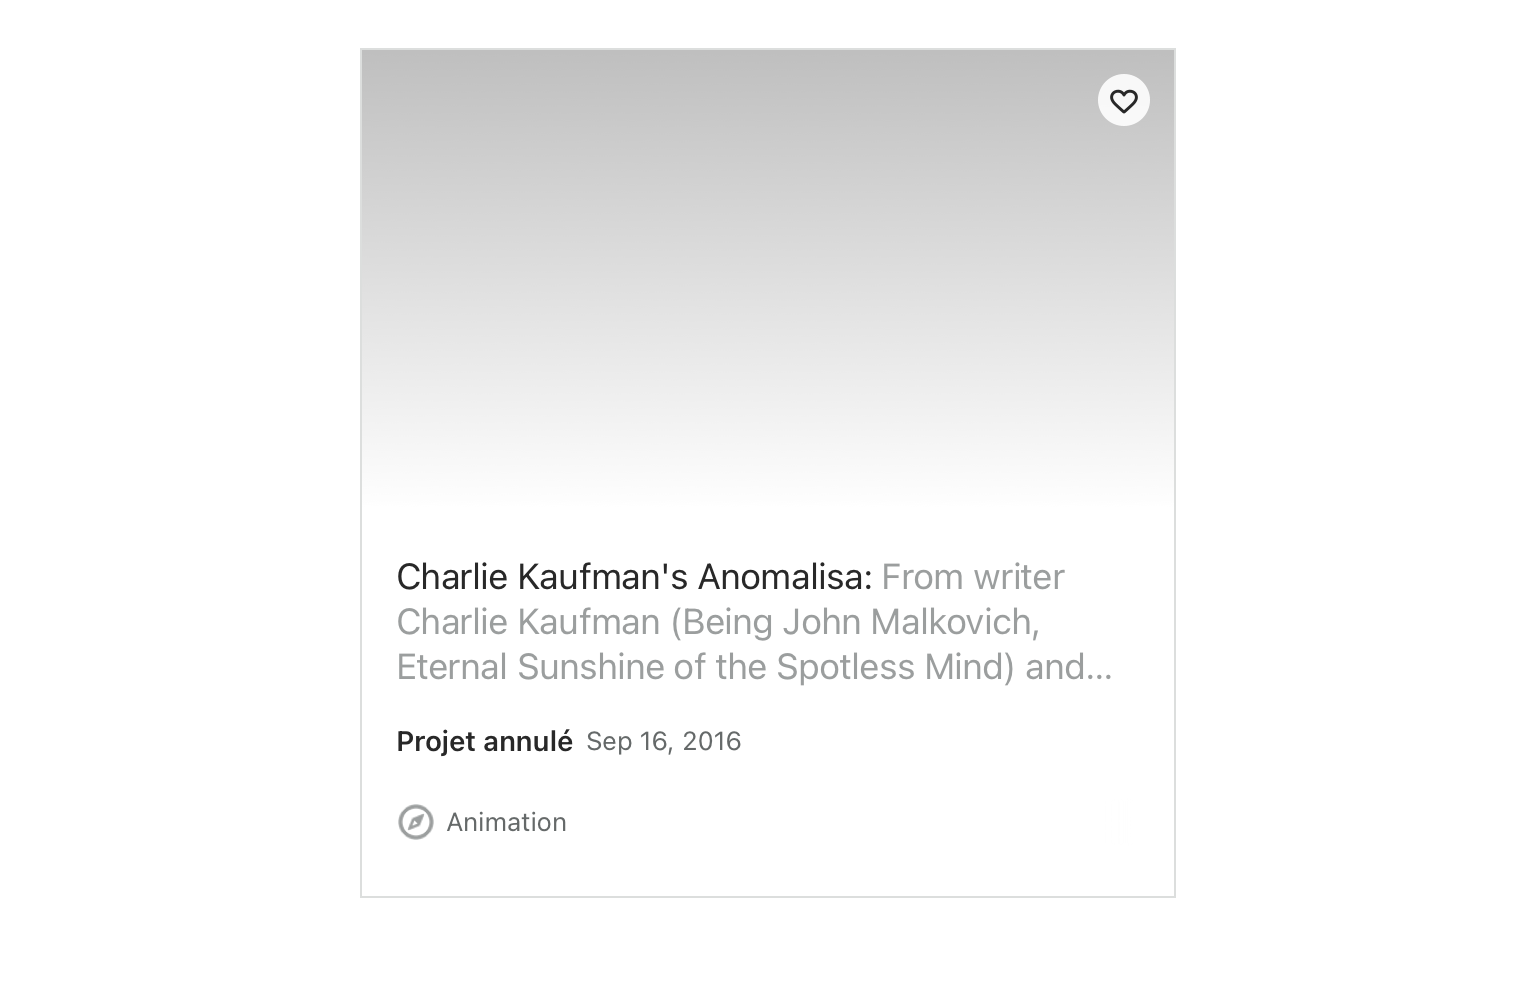 Charlie Kaufman's Anomalisa: From writer
Charlie Kaufman (Being John Malkovich,
Eternal Sunshine of the Spotless Mind) and...
Projet annulé Sep 16, 2016
Animation